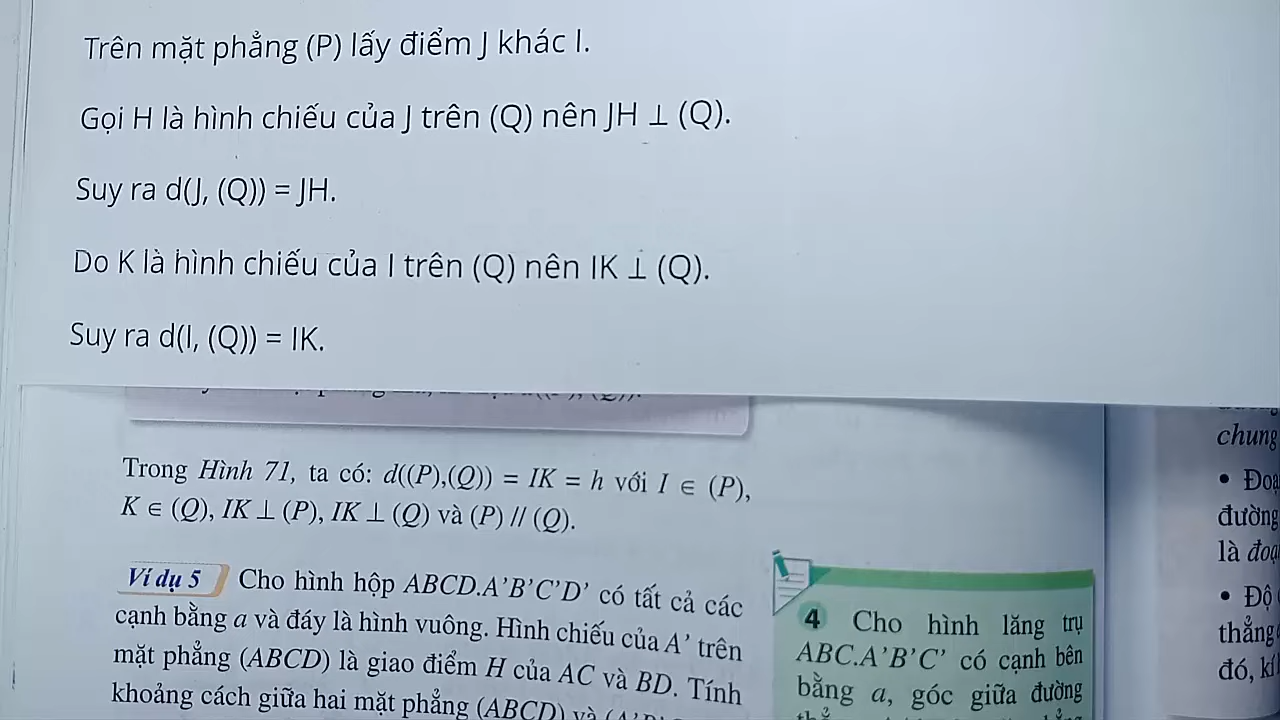 Trên mặt phẳng (P) lấy điểm J khác I.
Gọi H là hình chiếu của J trên (Q) nên JH ⊥ (Q).
Suy ra d(J, (Q)) = JH.
Do K là hình chiếu của I trên (Q) nên IK ⊥ (Q).
Suy ra d(I, (Q)) = IK.
Trong Hình 71, ta có: d((P),(Q)) = IK = h với I ∈ (P),
K ∈ (Q), IK ⊥ (P), IK ⊥ (Q) và (P) // (Q).
Ví dụ 5 Cho hình hộp ABCD.A’B’C’D’ có tất cả các
cạnh bằng a và đáy là hình vuông. Hình chiếu của A’ trên
mặt phẳng (ABCD) là giao điểm H của AC và BD. Tính
khoảng cách giữa hai mặt phẳng (ABCD) và
4 Cho hình lăng trụ
ABC.A’B’C’ có cạnh bên
bằng a, góc giữa đường
chung
•
đường
là
• Độ
thẳng
đó,